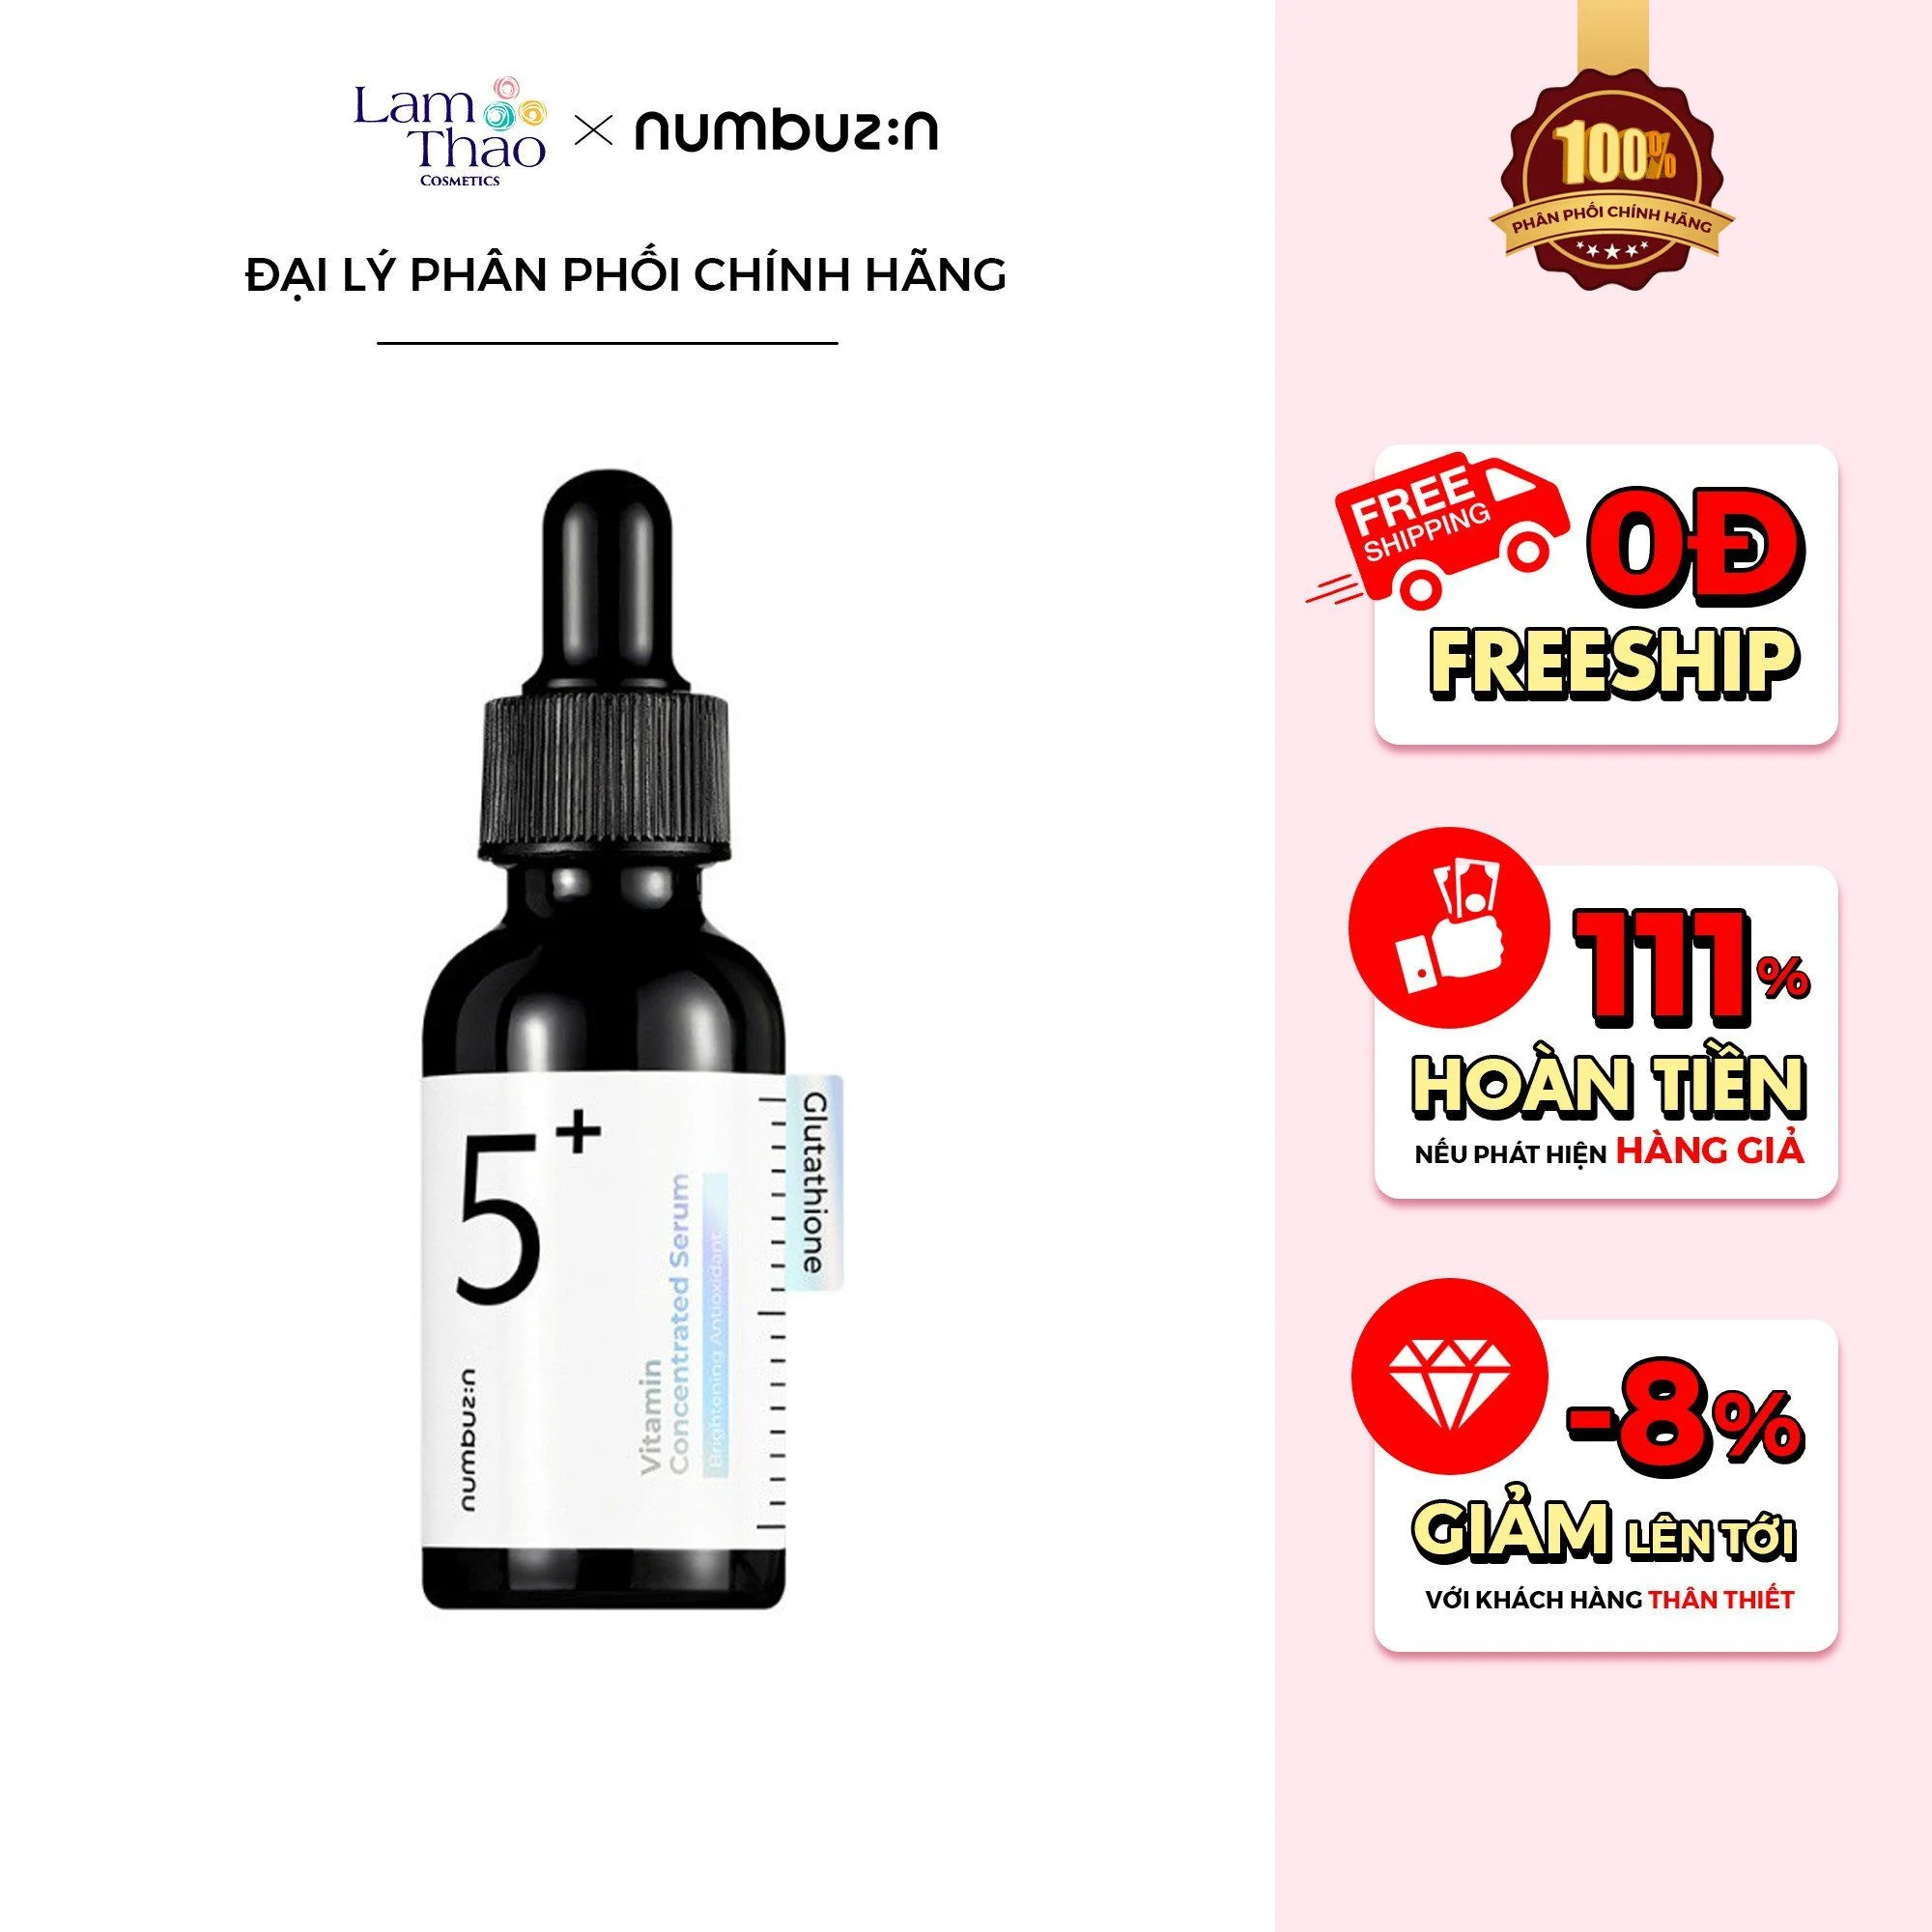 Lam
Thao
COSMETICS
numbuz:n
ĐẠI LÝ PHÂN PHỐI CHÍNH HÃNG
5+
numbuz:n
Vitamin
Concentrated Serum
Brightening Antioxidant
Glutathione
100%
PHÂN PHỐI CHÍNH HÃNG
FREE
SHIPPING
0Đ
FREESHIP
111%
HOÀN TIỀN
NẾU PHÁT HIỆN HÀNG GIẢ
-8%
GIẢM LÊN TỚI
VỚI KHÁCH HÀNG THÂN THIẾT